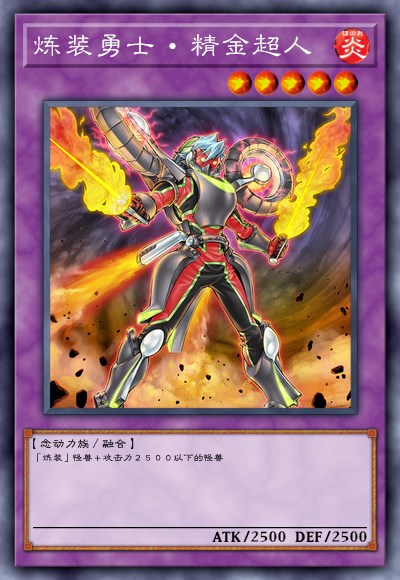 炼装勇士·精金超人
炎
ほのお
【念动力族／融合】
「炼装」怪兽＋攻击力２５００以下的怪兽
ATK/2500 DEF/2500